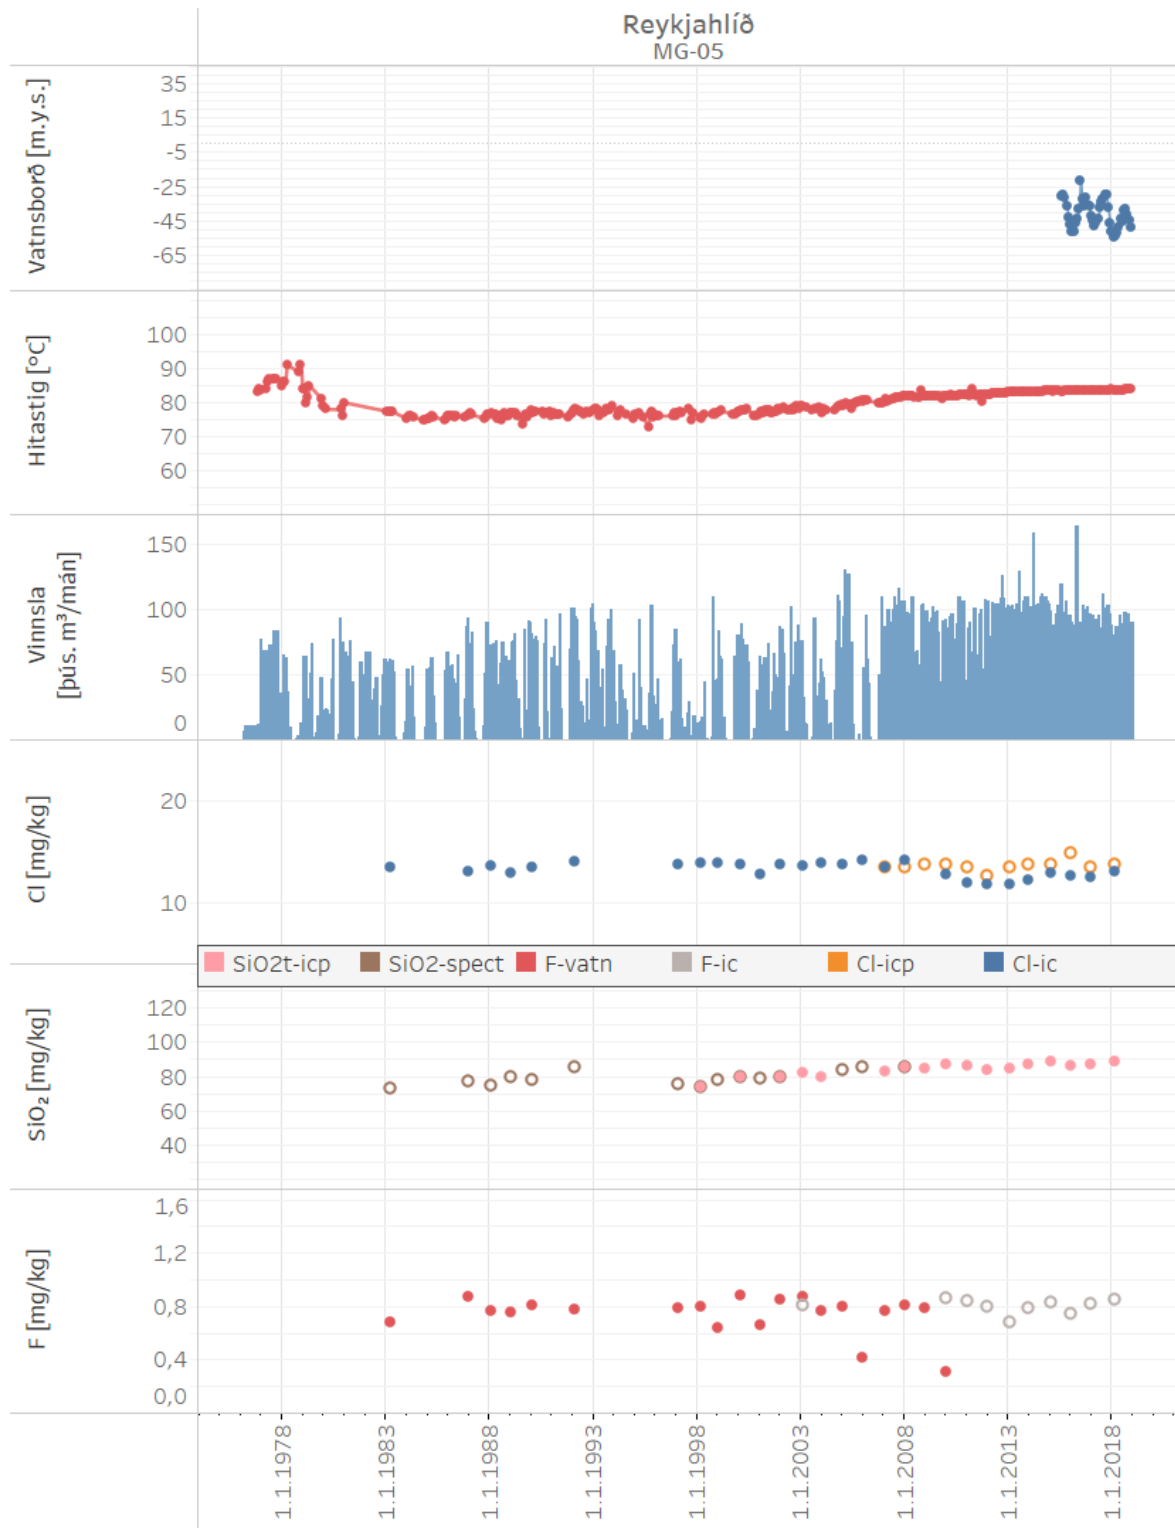 Reykjahlíð
MG-05
Vatnsborð [m.y.s.]
35
15
-5
-25
-45
-65
Hitastig [°C]
100
90
80
70
60
Vinnsla
[þús. m³/mán]
150
100
50
0
Cl [mg/kg]
20
10
SiO2t-icp SiO2-spect F-vatn F-ic Cl-icp Cl-ic
SiO₂ [mg/kg]
120
100
80
60
40
F [mg/kg]
1,6
1,2
0,8
0,4
0,0
1.1.1978 1.1.1983 1.1.1988 1.1.1993 1.1.1998 1.1.2003 1.1.2008 1.1.2013 1.1.2018